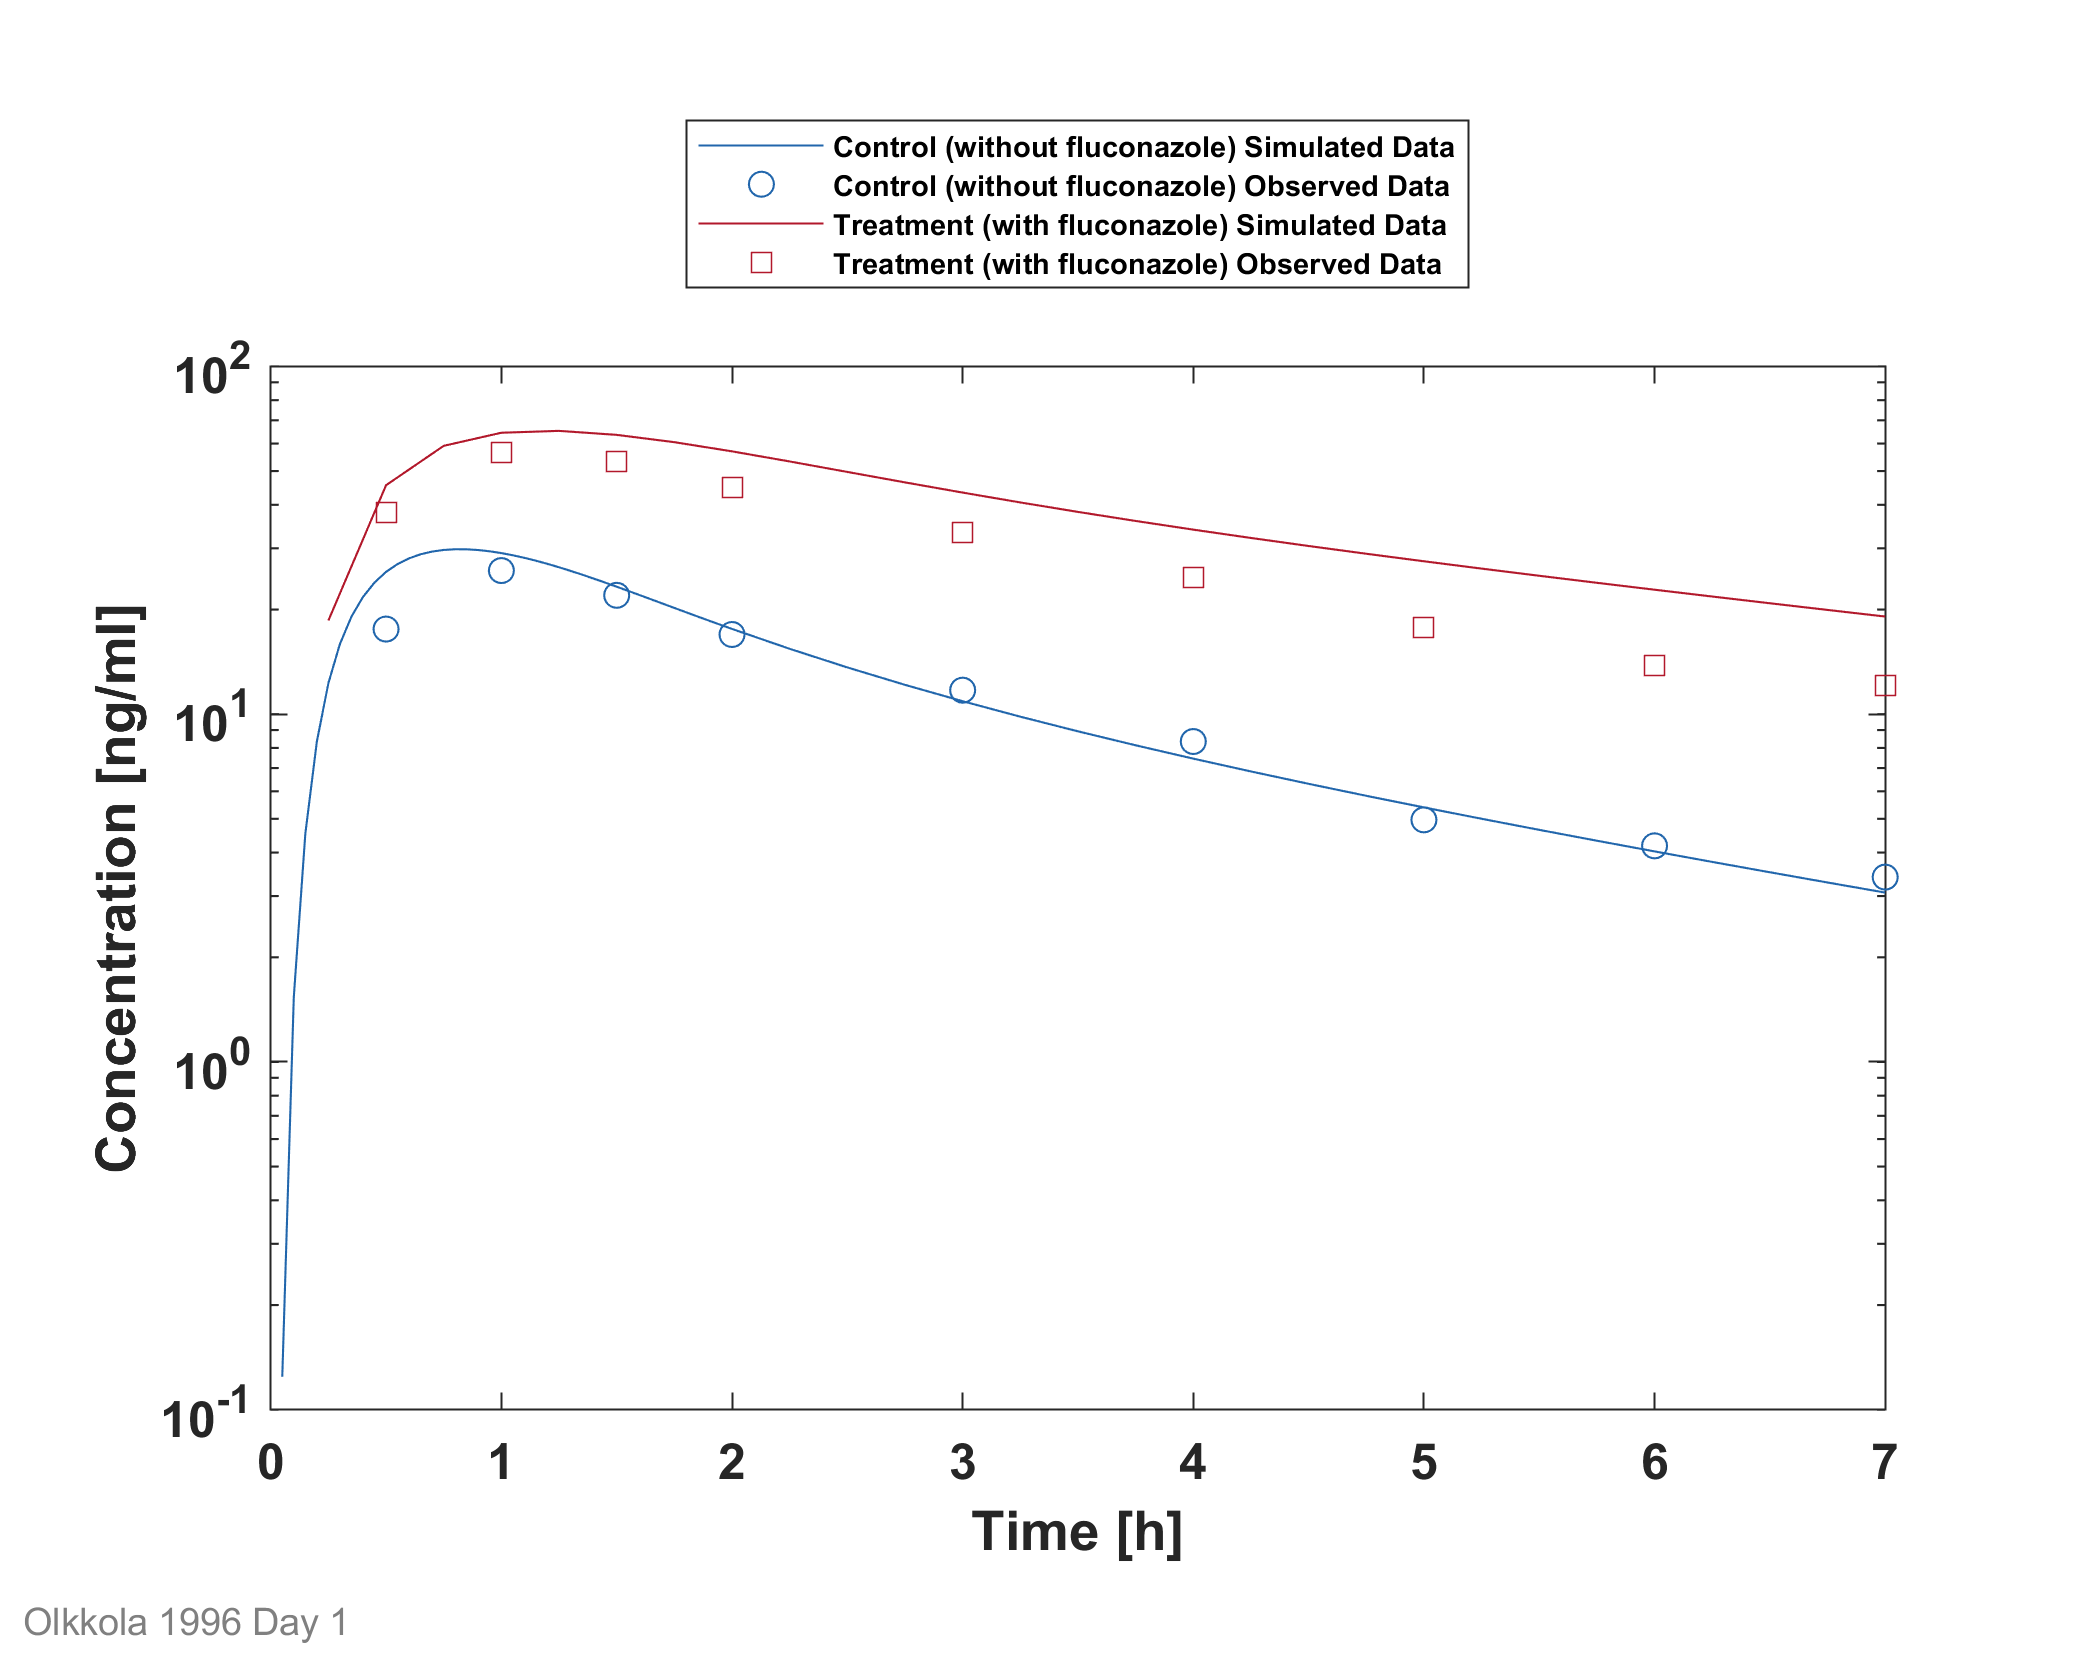 Control (without fluconazole) Simulated Data
Control (without fluconazole) Observed Data
Treatment (with fluconazole) Simulated Data
Treatment (with fluconazole) Observed Data
10^2
10^1
10^0
10^-1
Concentration [ng/ml]
0 1 2 3 4 5 6 7
Time [h]
Olkkola 1996 Day 1